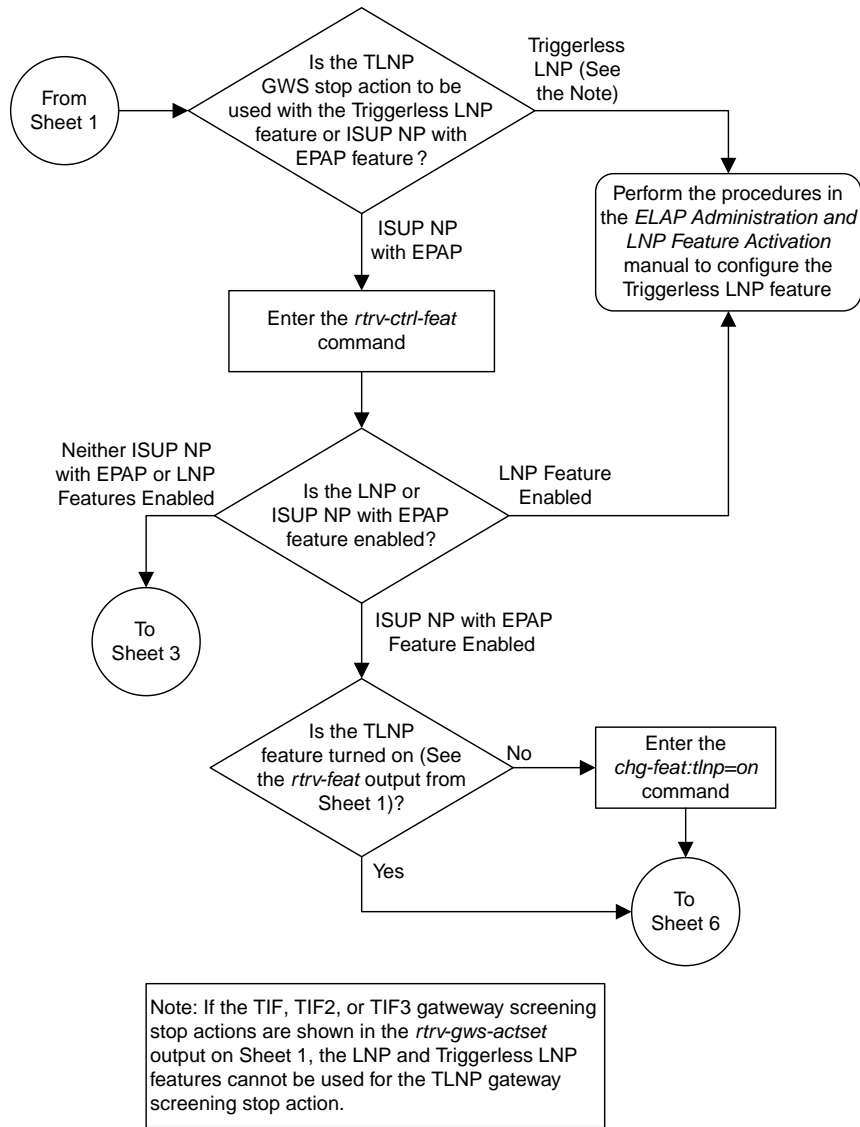 From
Sheet 1
Is the TLNP
GWS stop action to be
used with the Triggerless LNP
feature or ISUP NP with
EPAP feature ?
Triggerless
LNP (See
the Note)
Perform the procedures in
the ELAP Administration and
LNP Feature Activation
manual to configure the
Triggerless LNP feature
ISUP NP
with EPAP
Enter the rtrv-ctrl-feat
command
Neither ISUP NP
with EPAP or LNP
Features Enabled
Is the LNP or
ISUP NP with EPAP
feature enabled?
LNP Feature
Enabled
To
Sheet 3
ISUP NP with EPAP
Feature Enabled
Is the TLNP
feature turned on (See
the rtrv-feat output from
Sheet 1)?
No
Enter the
chg-feat:tlnp=on
command
Yes
To
Sheet 6
Note: If the TIF, TIF2, or TIF3 gatweway screening
stop actions are shown in the rtrv-gws-actset
output on Sheet 1, the LNP and Triggerless LNP
features cannot be used for the TLNP gateway
screening stop action.